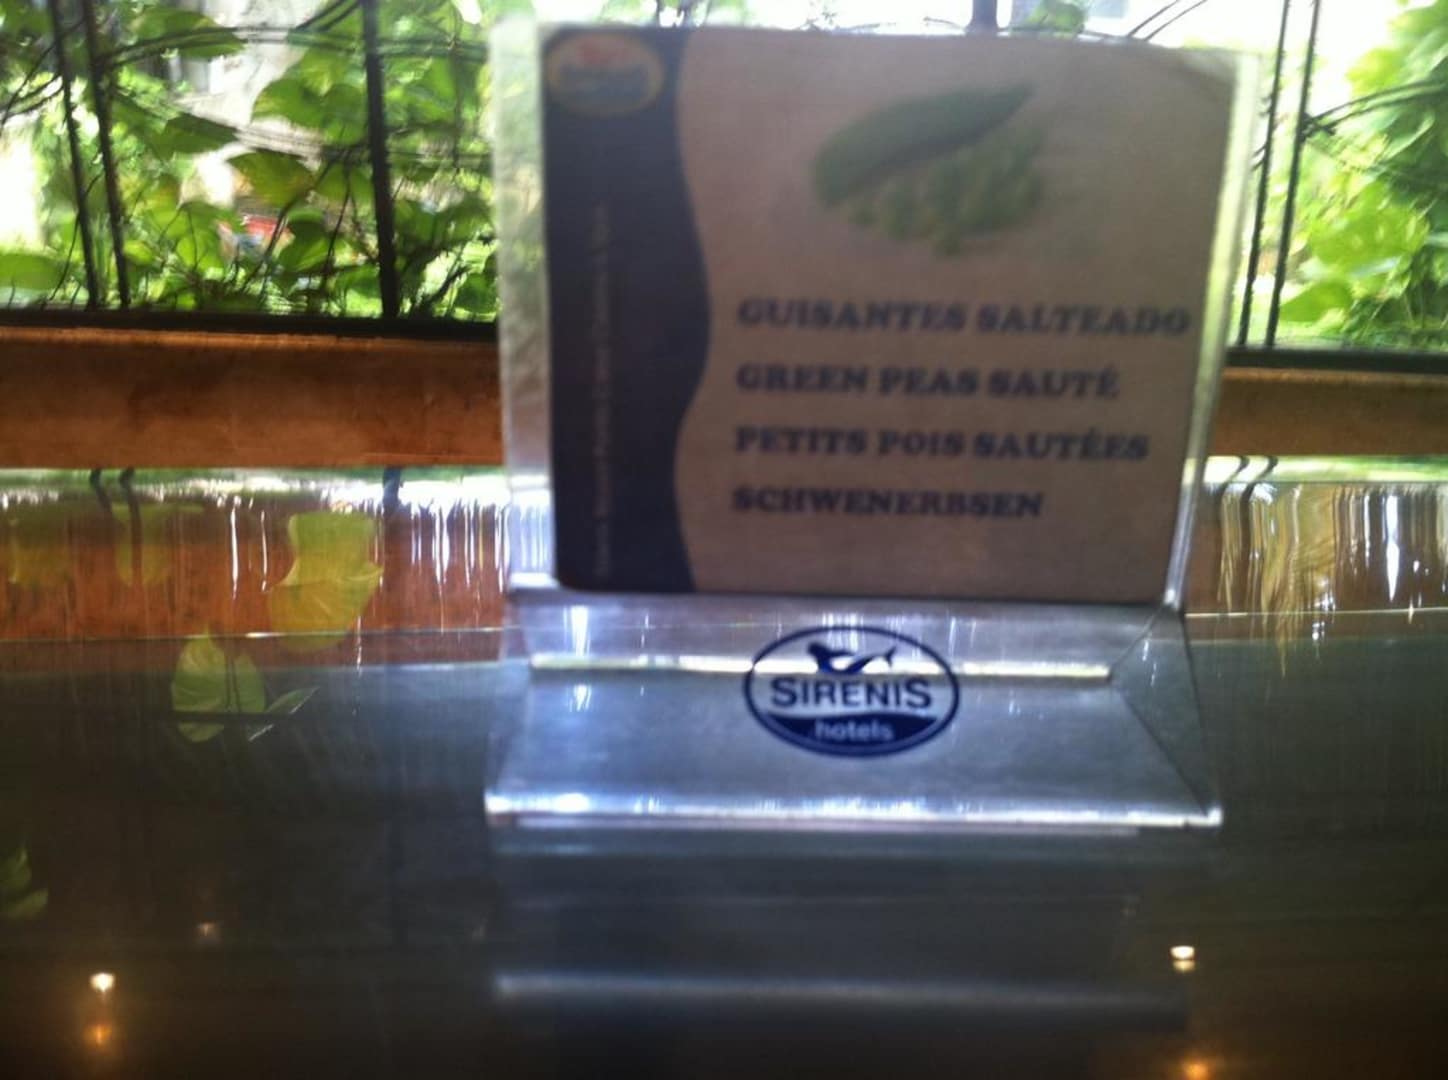 GUISANTES SALTEADO
GREEN PEAS SAUTÉ
PETITS POIS SAUTÉES
SCHWENERBSEN
SIRENIS
hotels